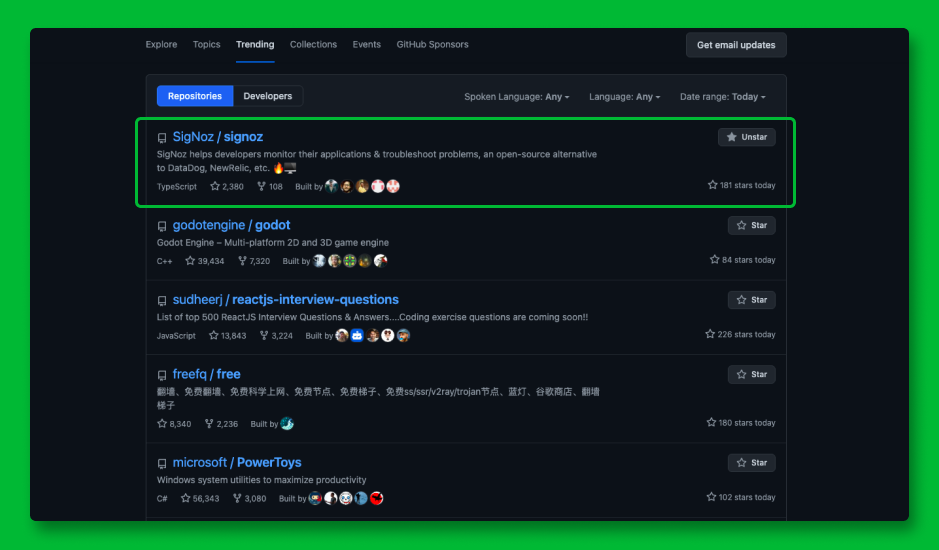 Explore Topics Trending Collections Events GitHub Sponsors Get email updates
Repositories Developers Spoken Language: Any Language: Any Date range: Today
SigNoz / signoz Unstar
SigNoz helps developers monitor their applications & troubleshoot problems, an open-source alternative
to DataDog, NewRelic, etc. 🔥🖥️
TypeScript 2,380 108 Built by 181 stars today
godotengine / godot Star
Godot Engine – Multi-platform 2D and 3D game engine
C++ 39,434 7,320 Built by 84 stars today
sudheerj / reactjs-interview-questions Star
List of top 500 ReactJS Interview Questions & Answers....Coding exercise questions are coming soon!!
JavaScript 13,843 3,224 Built by 226 stars today
freefq / free Star
翻墙、免费翻墙、免费科学上网、免费节点、免费梯子、免费ss/ssr/v2ray/trojan节点、蓝灯、谷歌商店、翻墙
梯子
8,340 2,236 Built by 180 stars today
microsoft / PowerToys Star
Windows system utilities to maximize productivity
C# 56,343 3,080 Built by 102 stars today